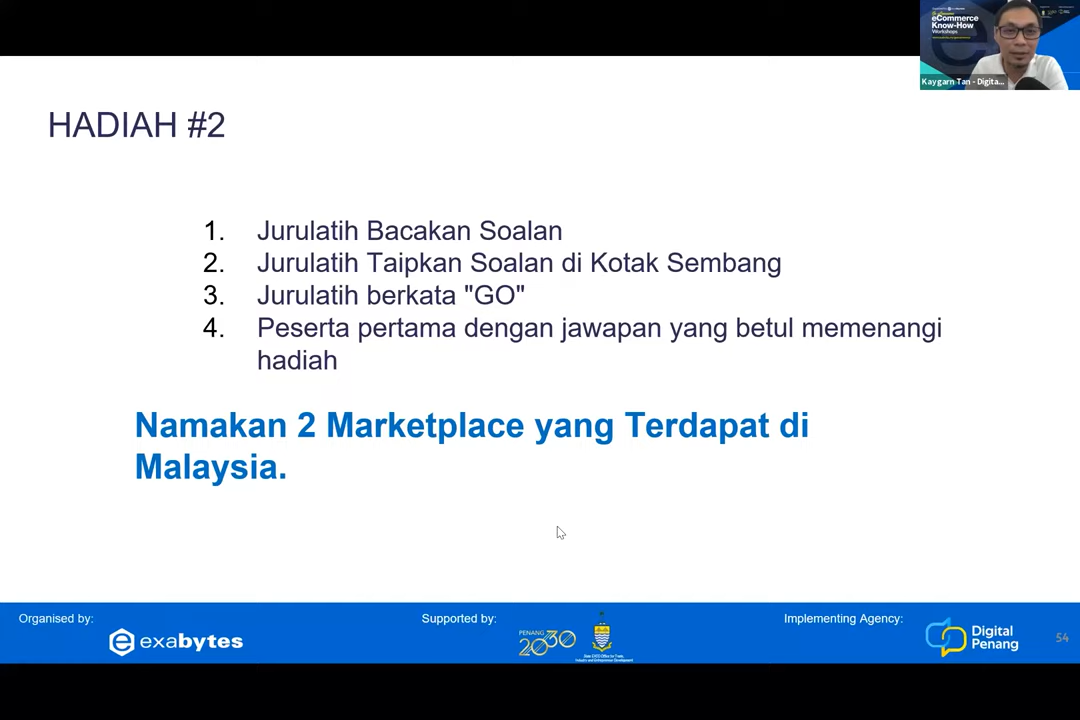 eCommerce
Know-How
Workshops
Kaygarn Tan - Digita...
HADIAH #2
1. Jurulatih Bacakan Soalan
2. Jurulatih Taipkan Soalan di Kotak Sembang
3. Jurulatih berkata "GO"
4. Peserta pertama dengan jawapan yang betul memenangi
hadiah
Namakan 2 Marketplace yang Terdapat di
Malaysia.
Organised by:
exabytes
Supported by:
PENANG
2030
Implementing Agency:
Digital
Penang
54